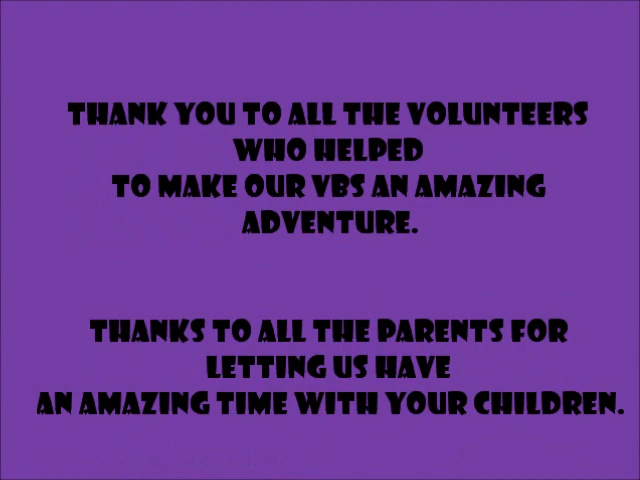 THANK YOU TO ALL THE VOLUNTEERS
WHO HELPED
TO MAKE OUR VBS AN AMAZING
ADVENTURE.
THANKS TO ALL THE PARENTS FOR
LETTING US HAVE
AN AMAZING TIME WITH YOUR CHILDREN.